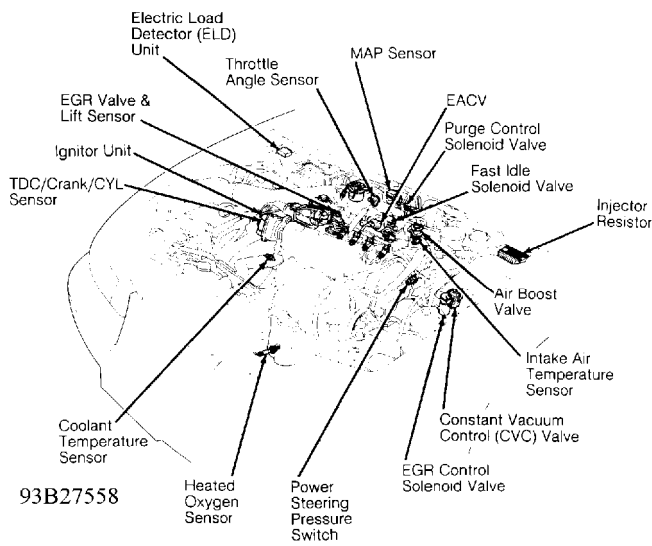 Electric Load
Detector (ELD)
Unit
Throttle
Angle Sensor
MAP Sensor
EGR Valve &
Lift Sensor
EACV
Purge Control
Solenoid Valve
Ignitor Unit
Fast Idle
Solenoid Valve
TDC/Crank/CYL
Sensor
Injector
Resistor
Air Boost
Valve
Intake Air
Temperature
Sensor
Coolant
Temperature
Sensor
Constant Vacuum
Control (CVC) Valve
EGR Control
Solenoid Valve
Heated
Oxygen
Sensor
Power
Steering
Pressure
Switch
93B27558